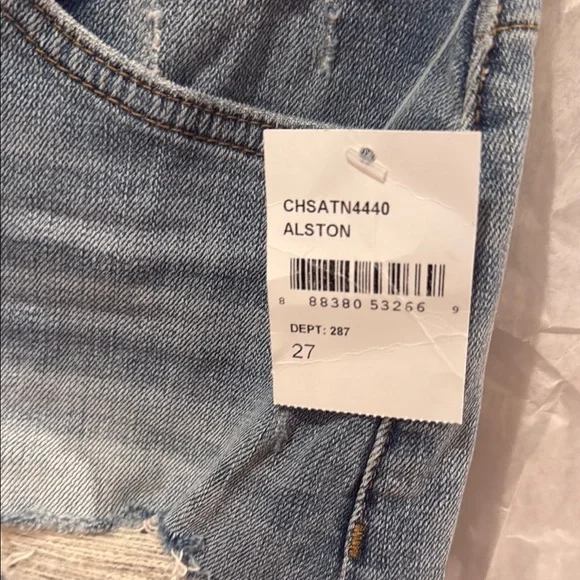 CHSATN4440
ALSTON
8 88380 53266 9
DEPT: 287
27